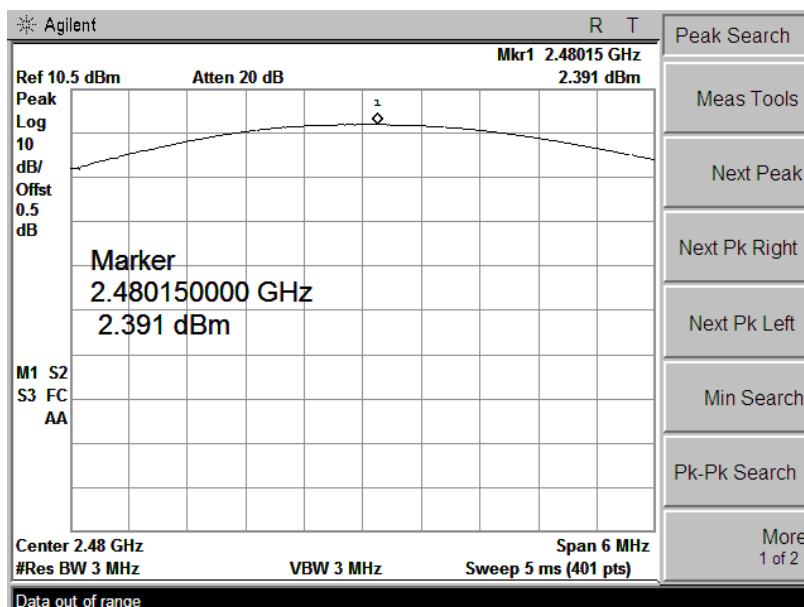 Agilent
R T
Peak Search
Mkr1 2.48015 GHz
Ref 10.5 dBm
Atten 20 dB
2.391 dBm
Peak
Log
10
dB/
Offst
0.5
dB
1
Marker
2.480150000 GHz
2.391 dBm
M1 S2
S3 FC
AA
Center 2.48 GHz
Span 6 MHz
#Res BW 3 MHz
VBW 3 MHz
Sweep 5 ms (401 pts)
Meas Tools
Next Peak
Next Pk Right
Next Pk Left
Min Search
Pk-Pk Search
More
1 of 2
Data out of range